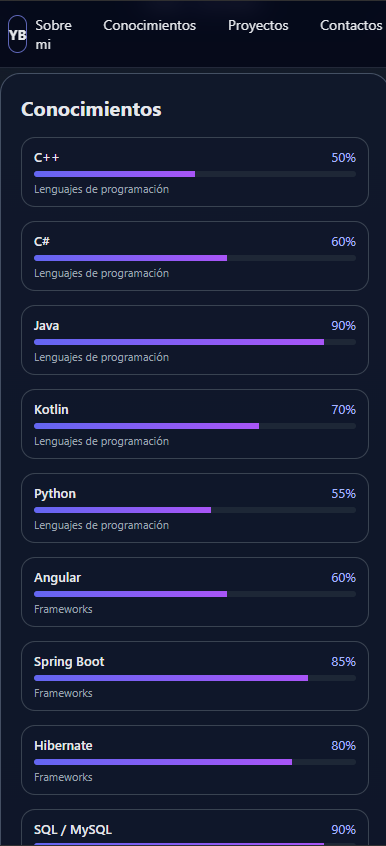 YB
Sobre
mi
Conocimientos
Proyectos
Contactos
Conocimientos
C++ 50%
Lenguajes de programación
C# 60%
Lenguajes de programación
Java 90%
Lenguajes de programación
Kotlin 70%
Lenguajes de programación
Python 55%
Lenguajes de programación
Angular 60%
Frameworks
Spring Boot 85%
Frameworks
Hibernate 80%
Frameworks
SQL / MySQL 90%